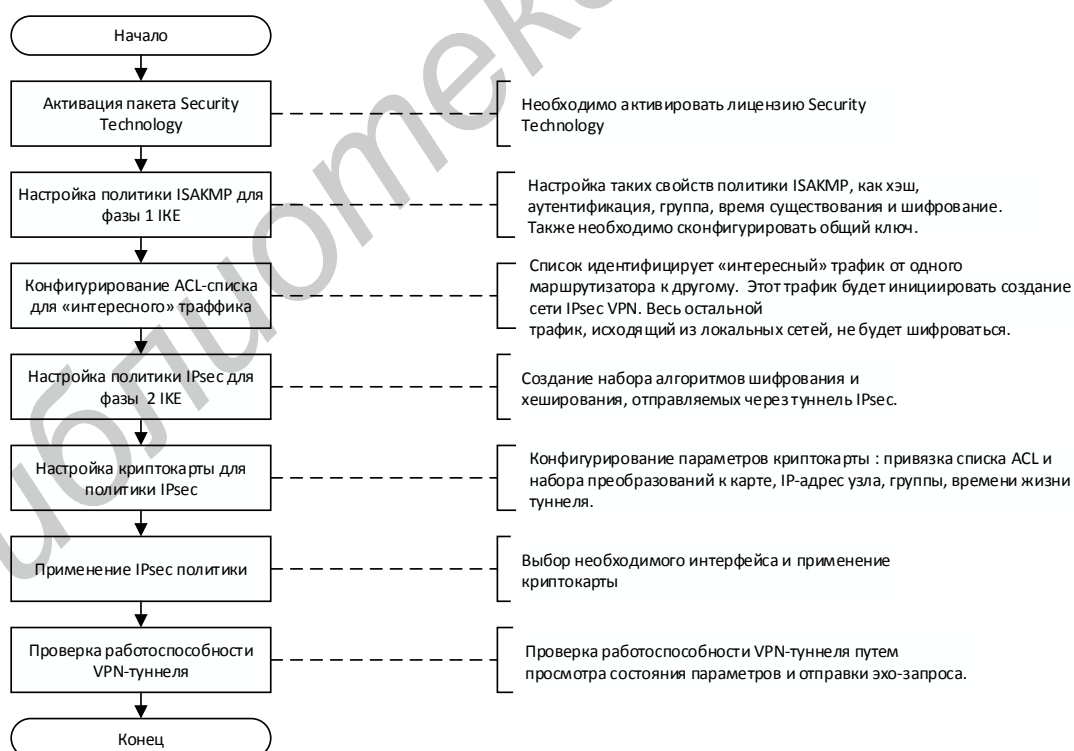 Начало
Активация пакета Security
Technology
Необходимо активировать лицензию Security
Technology
Настройка политики ISAKMP для
фазы 1 IKE
Настройка таких свойств политики ISAKMP, как хэш,
аутентификация, группа, время существования и шифрование.
Также необходимо сконфигурировать общий ключ.
Конфигурирование ACL-списка
для «интересного» траффика
Список идентифицирует «интересный» трафик от одного
маршрутизатора к другому. Этот трафик будет инициировать создание
сети IPsec VPN. Весь остальной
трафик, исходящий из локальных сетей, не будет шифроваться.
Настройка политики IPsec для
фазы 2 IKE
Создание набора алгоритмов шифрования и
хеширования, отправляемых через туннель IPsec.
Настройка криптокарты для
политики IPsec
Конфигурирование параметров криптокарты : привязка списка ACL и
набора преобразований к карте, IP-адрес узла, группы, времени жизни
туннеля.
Применение IPsec политики
Выбор необходимого интерфейса и применение
криптокарты
Проверка работоспособности
VPN-туннеля
Проверка работоспособности VPN-туннеля путем
просмотра состояния параметров и отправки эхо-запроса.
Конец